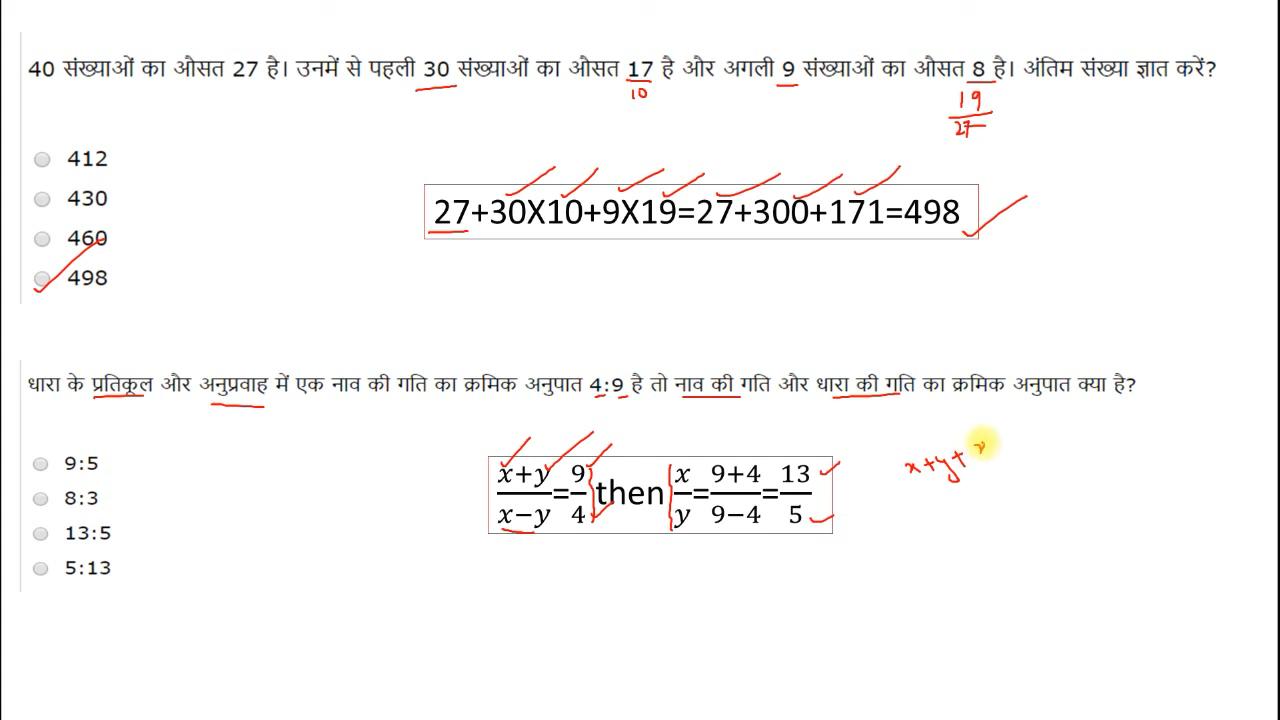 40 संख्याओं का औसत 27 है। उनमें से पहली 30 संख्याओं का औसत 17 है और अगली 9 संख्याओं का औसत 8 है। अंतिम संख्या ज्ञात करें?
10
19
27
412
430
460
498
27+30X10+9X19=27+300+171=498
धारा के प्रतिकूल और अनुप्रवाह में एक नाव की गति का क्रमिक अनुपात 4:9 है तो नाव की गति और धारा की गति का क्रमिक अनुपात क्या है?
9:5
8:3
13:5
5:13
x+y/x−y=9/4 then x/y=9+4/9−4=13/5
x+y+